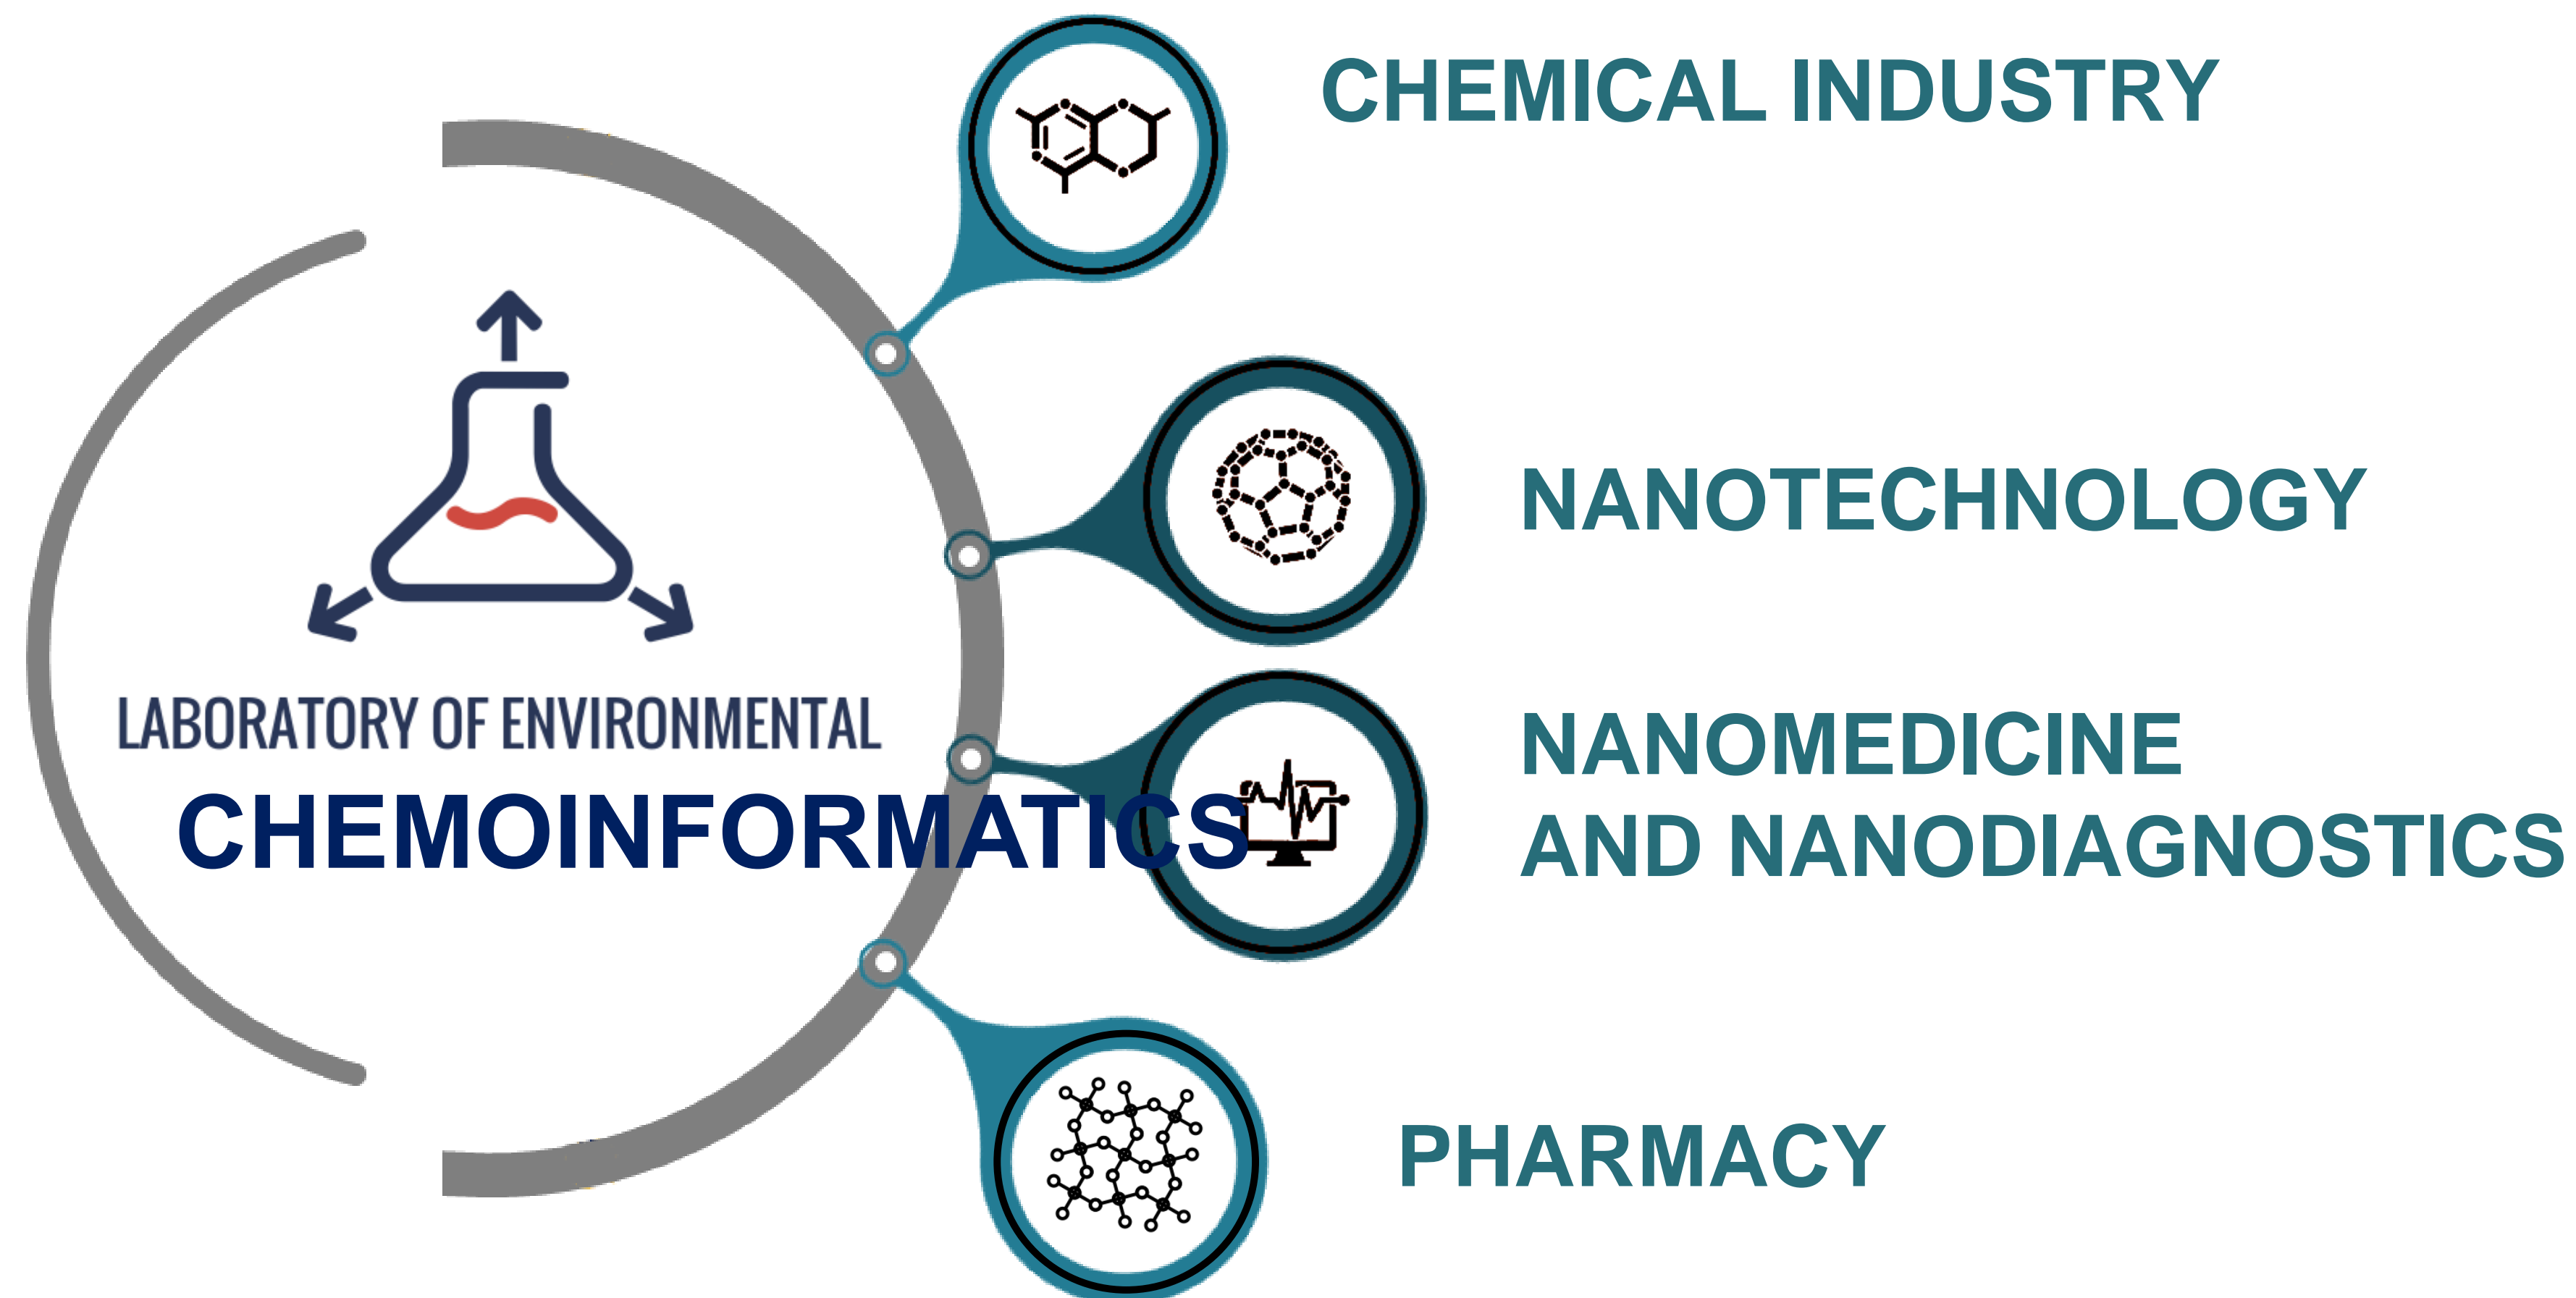 CHEMICAL INDUSTRY
NANOTECHNOLOGY
LABORATORY OF ENVIRONMENTAL
CHEMOINFORMATICS
NANOMEDICINE
AND NANODIAGNOSTICS
PHARMACY